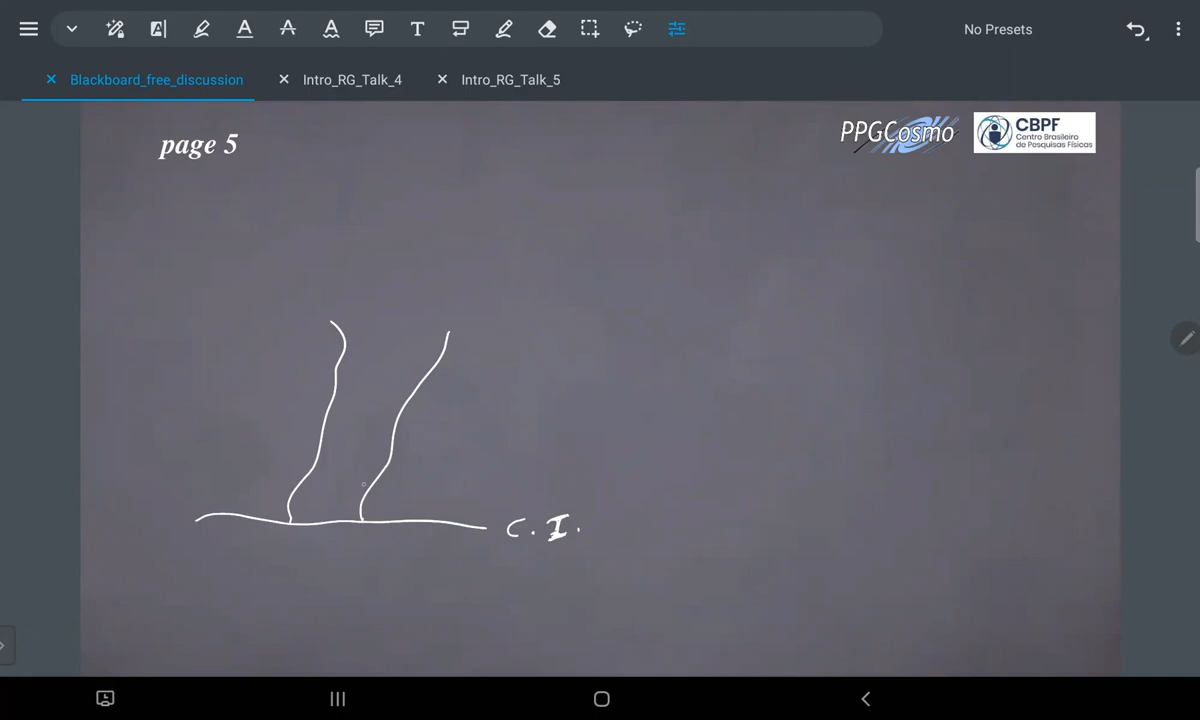 No Presets
Blackboard_free_discussion
Intro_RG_Talk_4
Intro_RG_Talk_5
page 5
PPGCosmo
CBPF
Centro Brasileiro
de Pesquisas Físicas
C. I.